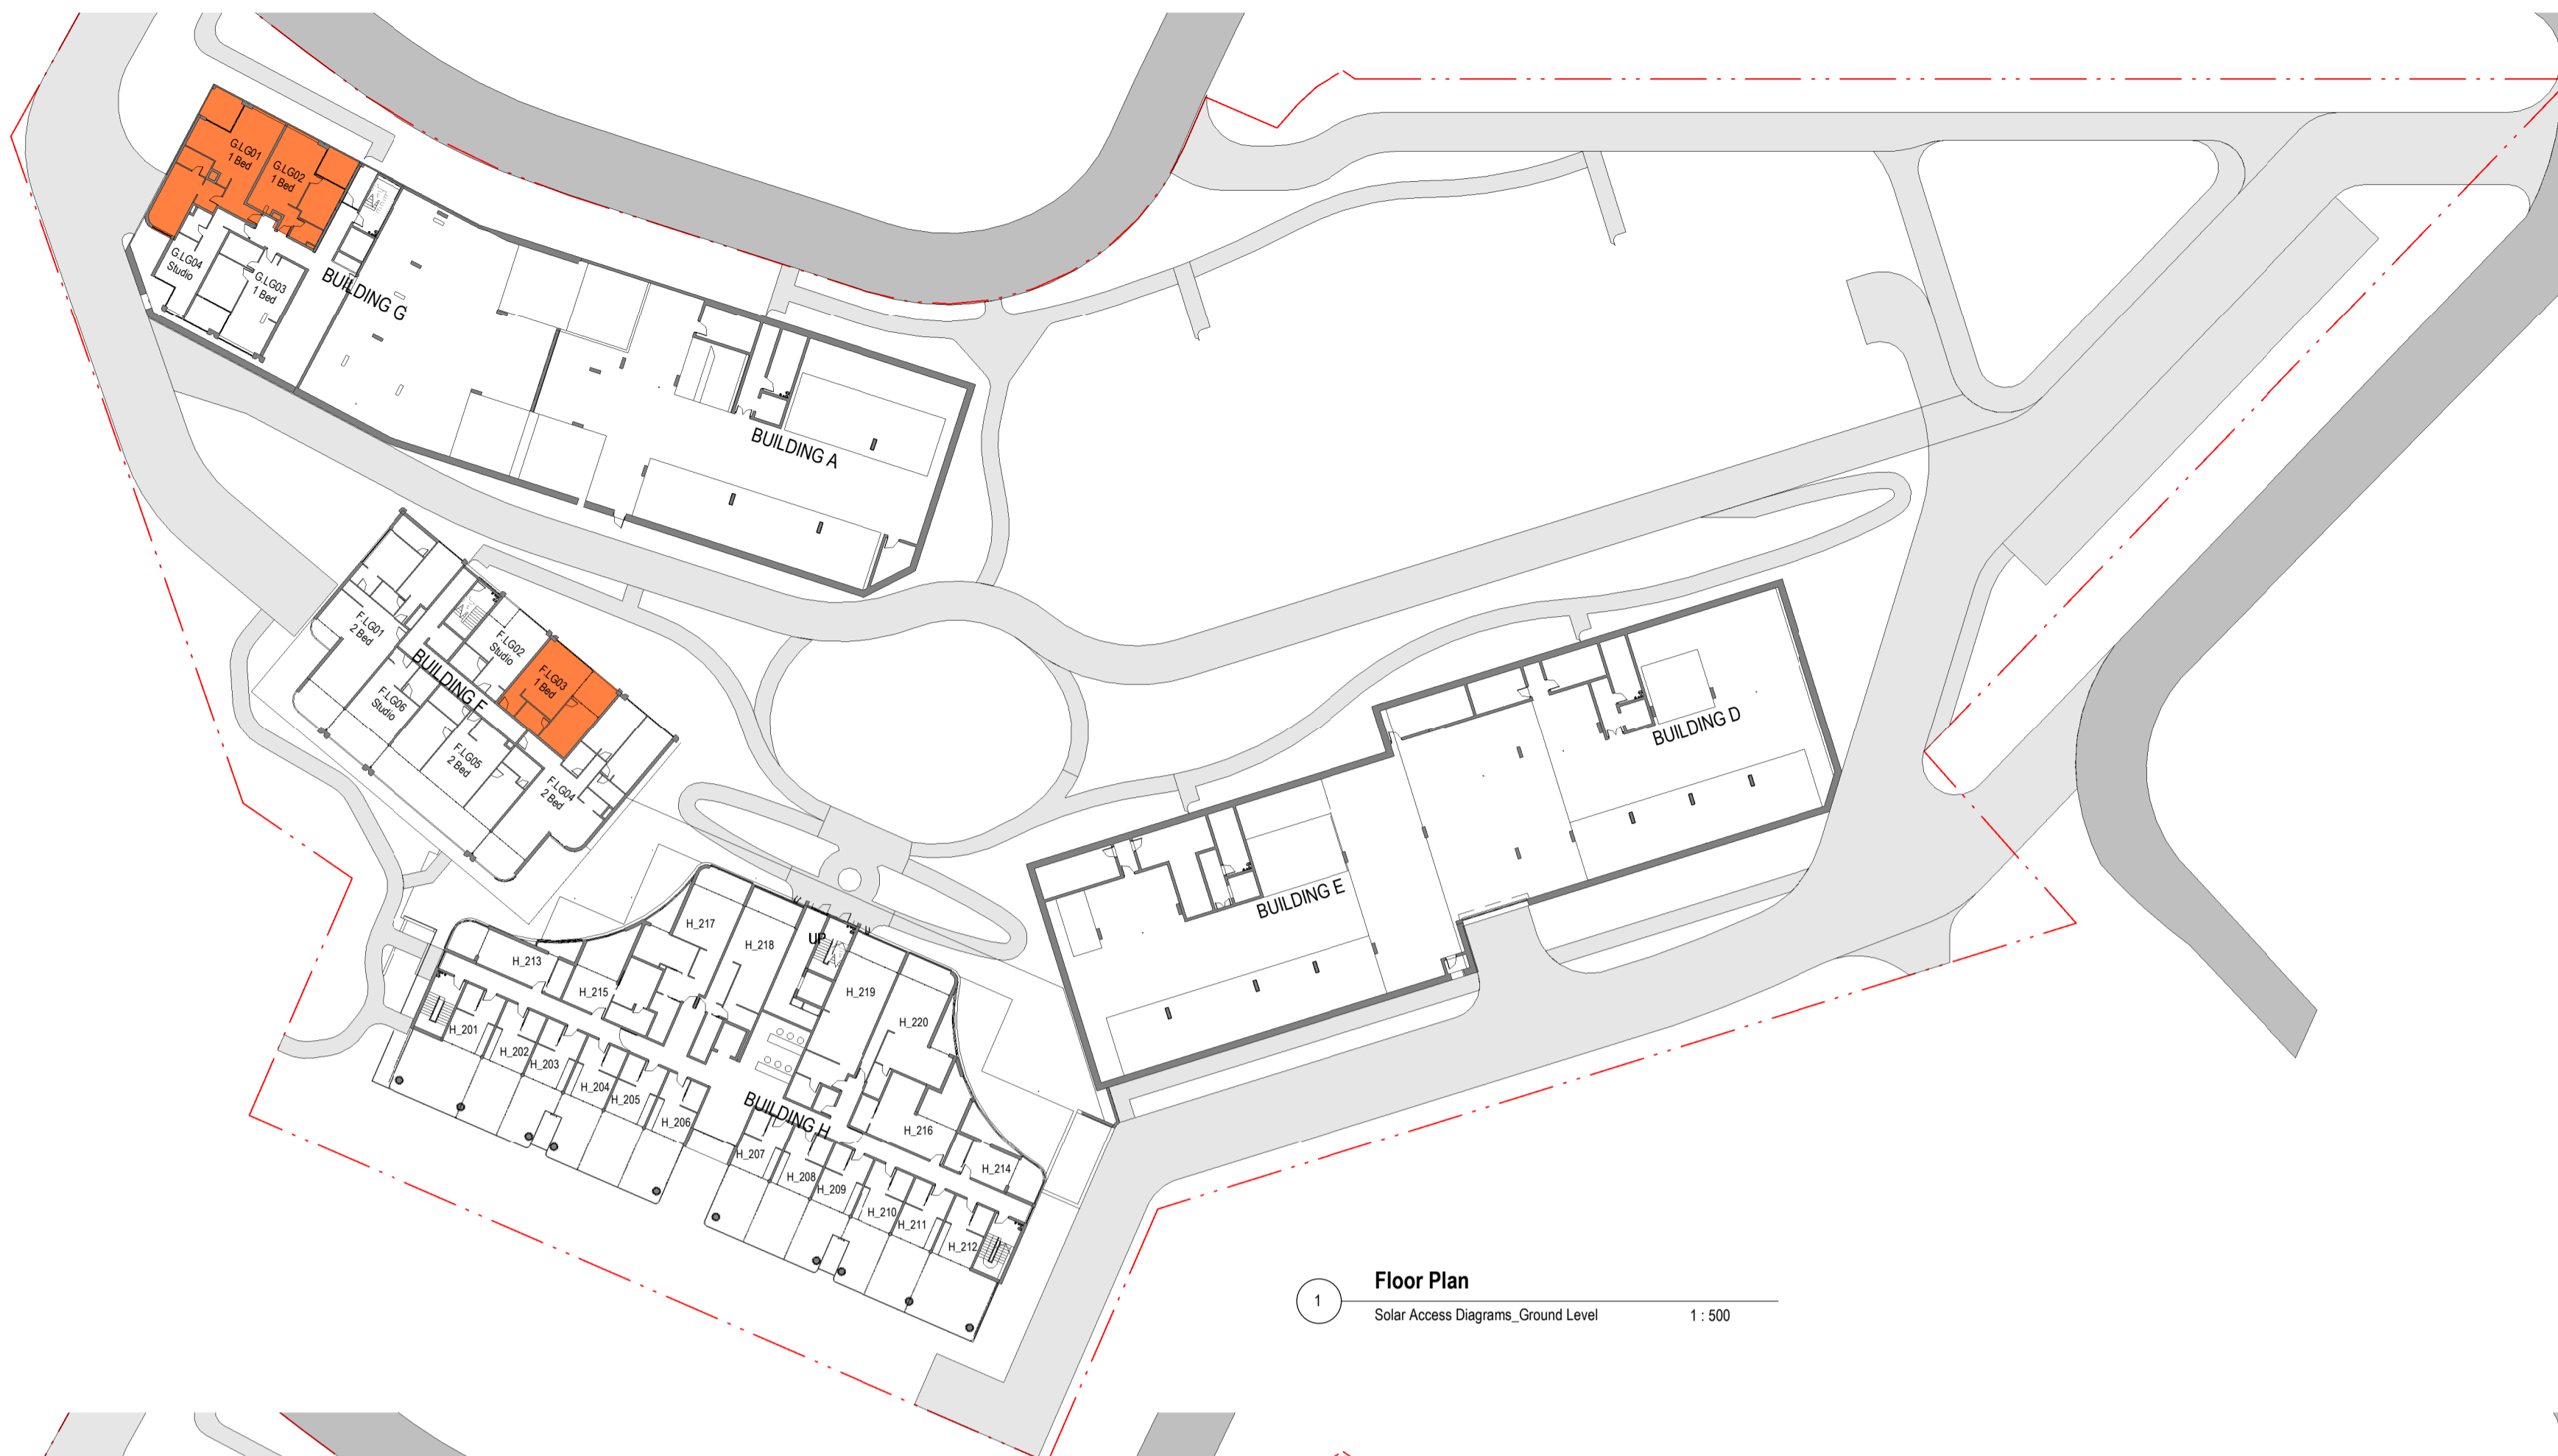 G.LG01
1 Bed
G.LG02
1 Bed
G.LG04
Studio
G.LG03
1 Bed
BUILDING G
BUILDING A
F.LG01
2 Bed
F.LG02
Studio
F.LG03
1 Bed
BUILDING F
F.LG06
Studio
F.LG05
2 Bed
F.LG04
2 Bed
BUILDING D
BUILDING E
H_217
H_218
UP
H_213
H_215
H_219
H_220
H_201
H_202
H_203
H_204
H_205
H_206
BUILDING H
H_216
H_207
H_208
H_209
H_214
H_210
H_211
H_212
Floor Plan
1
Solar Access Diagrams_Ground Level
1 : 500